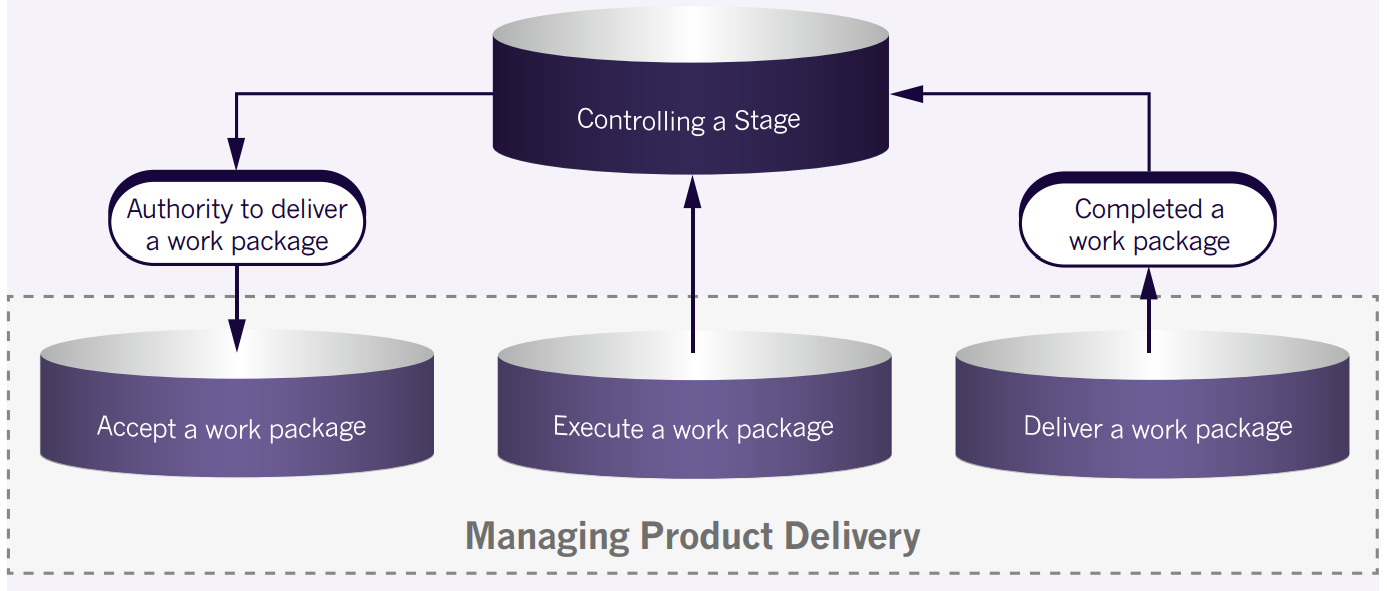 Controlling a Stage
Authority to deliver
a work package
Completed a
work package
Accept a work package
Execute a work package
Deliver a work package
Managing Product Delivery